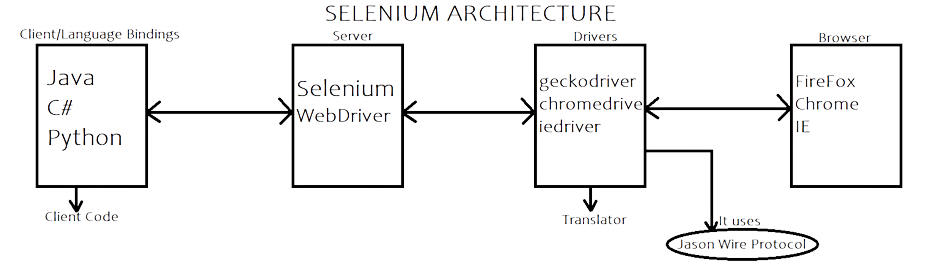 SELENIUM ARCHITECTURE
Client/Language Bindings
Server
Drivers
Browser
Java
C#
Python
Selenium
WebDriver
geckodriver
chromedrive
iedriver
FireFox
Chrome
IE
Client Code
Translator
It uses
Jason Wire Protocol